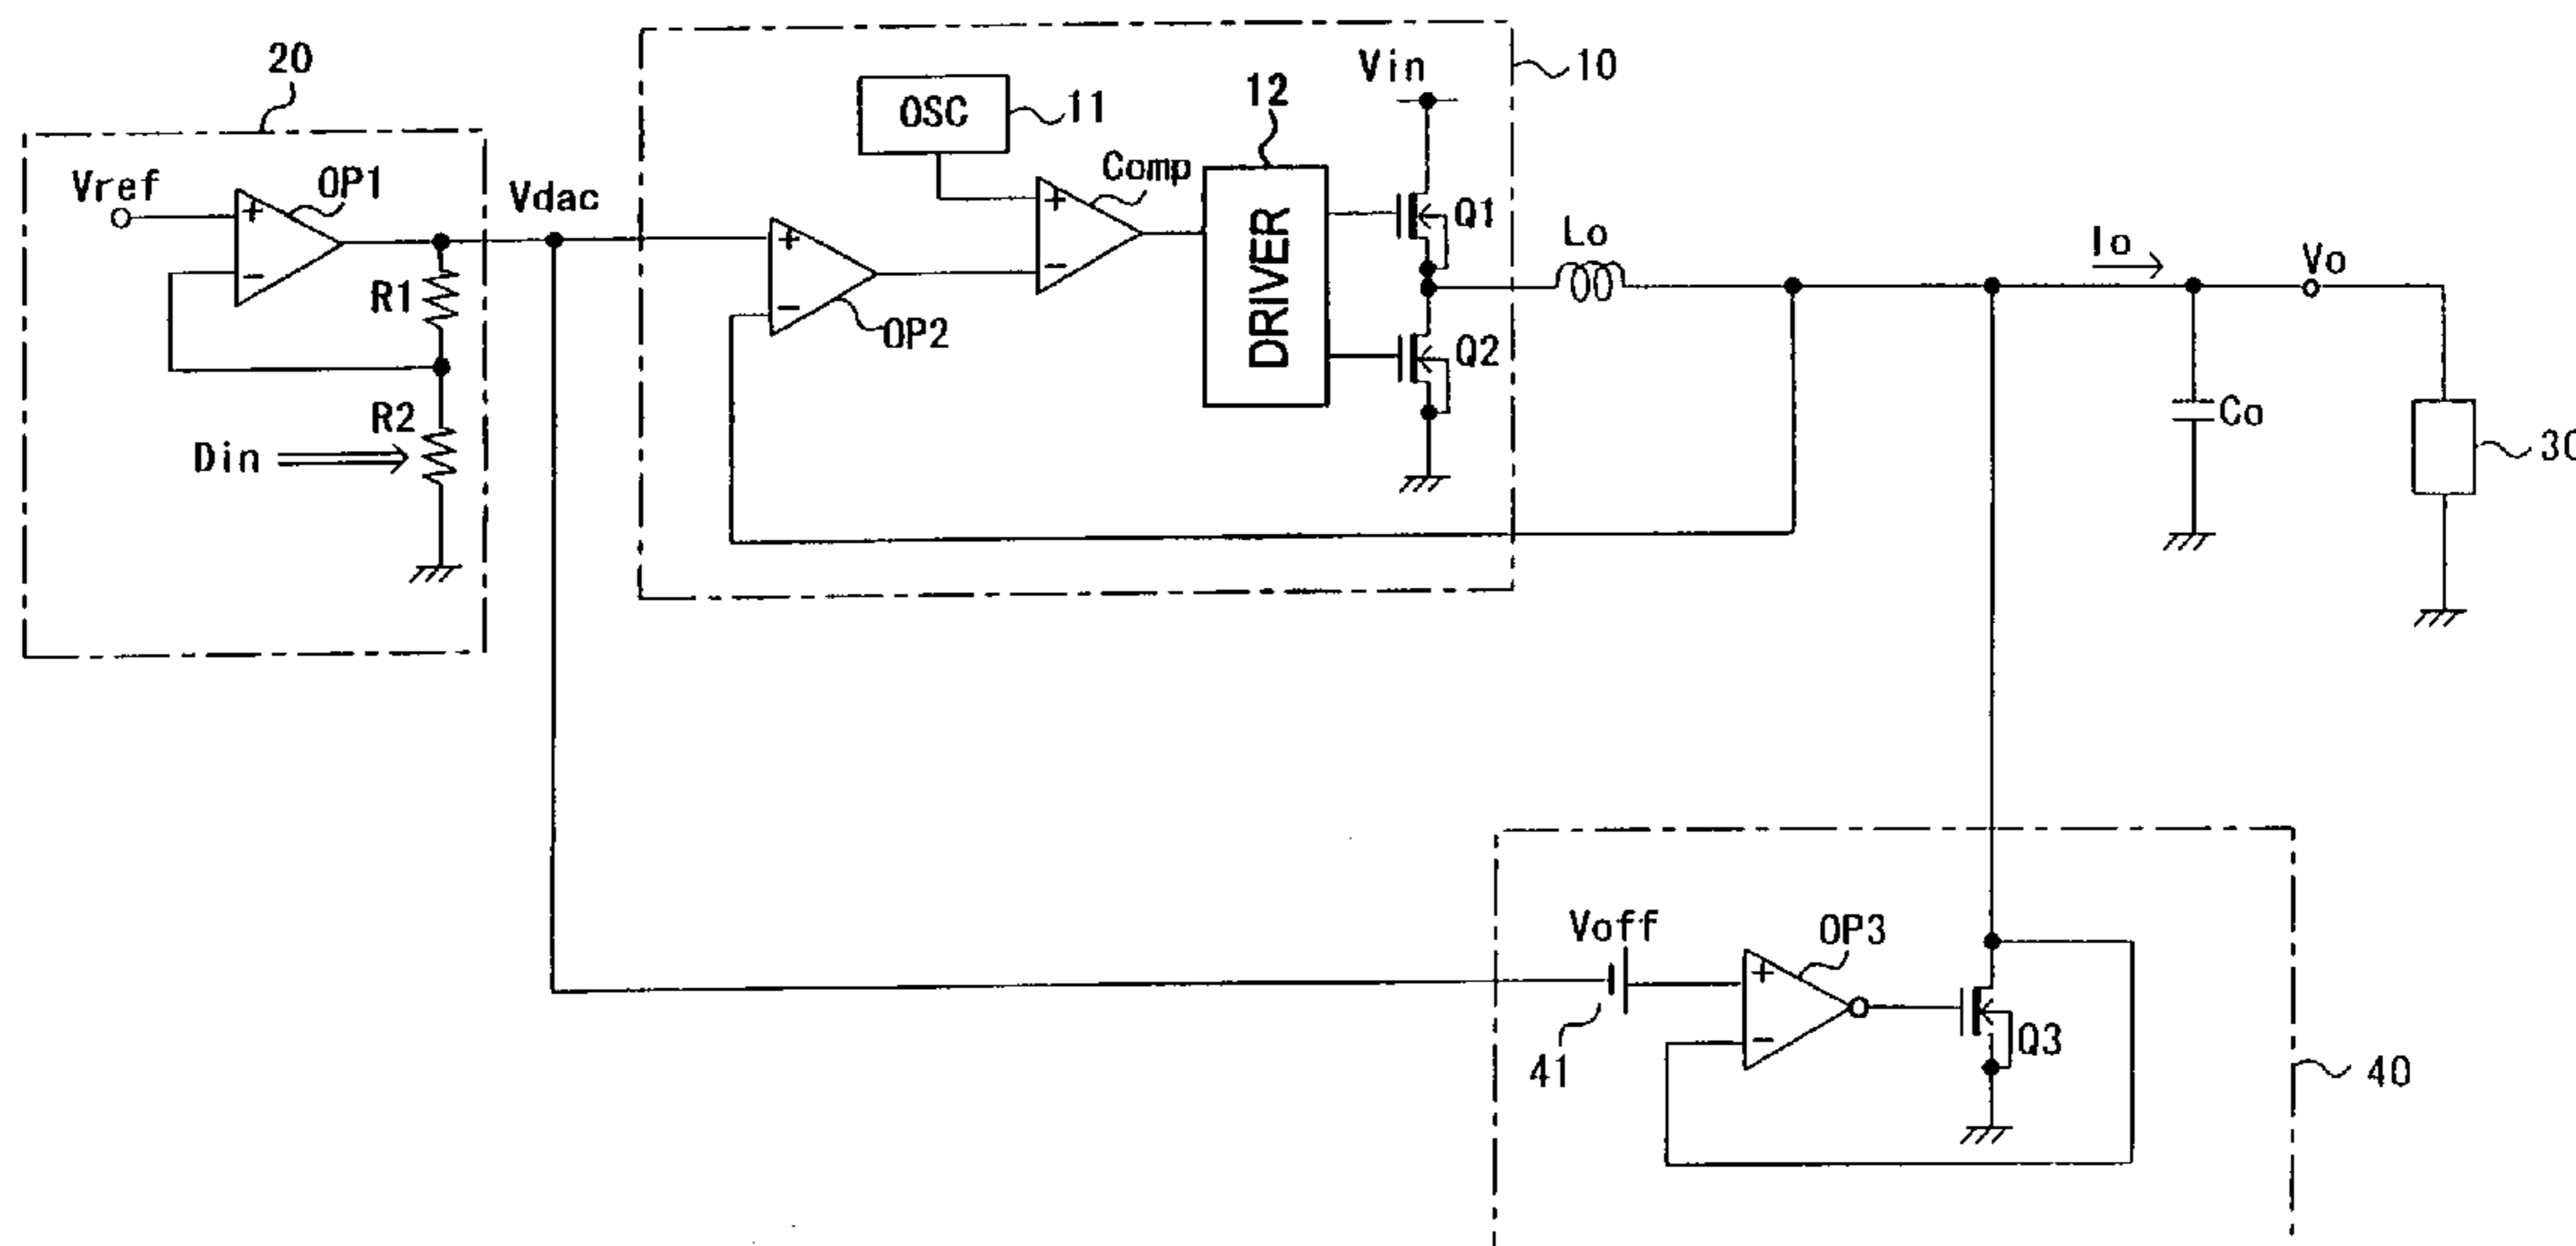 20
Vref
+
-
OP1
R1
R2
Din
Vdac
10
OSC
11
+
-
OP2
+
-
Comp
12
DRIVER
Vin
Q1
Q2
Lo
Io
Vo
Co
30
Voff
41
+
-
OP3
Q3
40